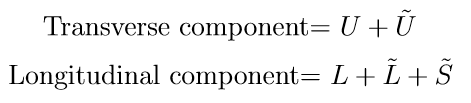 Transverse component= U + Ũ
Longitudinal component= L + L̃ + S̃